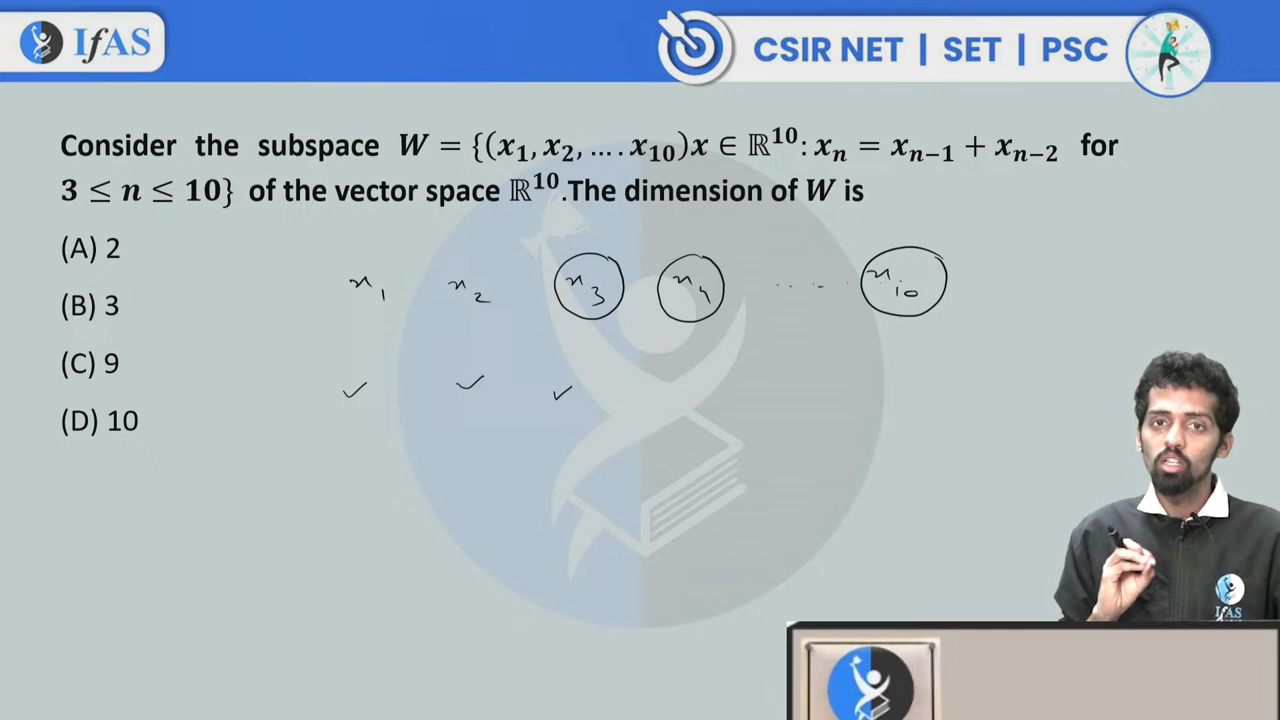 IfAS
CSIR NET | SET | PSC
Consider the subspace W = {(x₁, x₂, .... x₁₀)x ∈ ℝ¹⁰: xₙ = xₙ₋₁ + xₙ₋₂ for
3 ≤ n ≤ 10} of the vector space ℝ¹⁰.The dimension of W is
(A) 2
(B) 3
(C) 9
(D) 10
x₁ x₂ x₃ x₄ ..... x₁₀
✓ ✓ ✓
IfAS